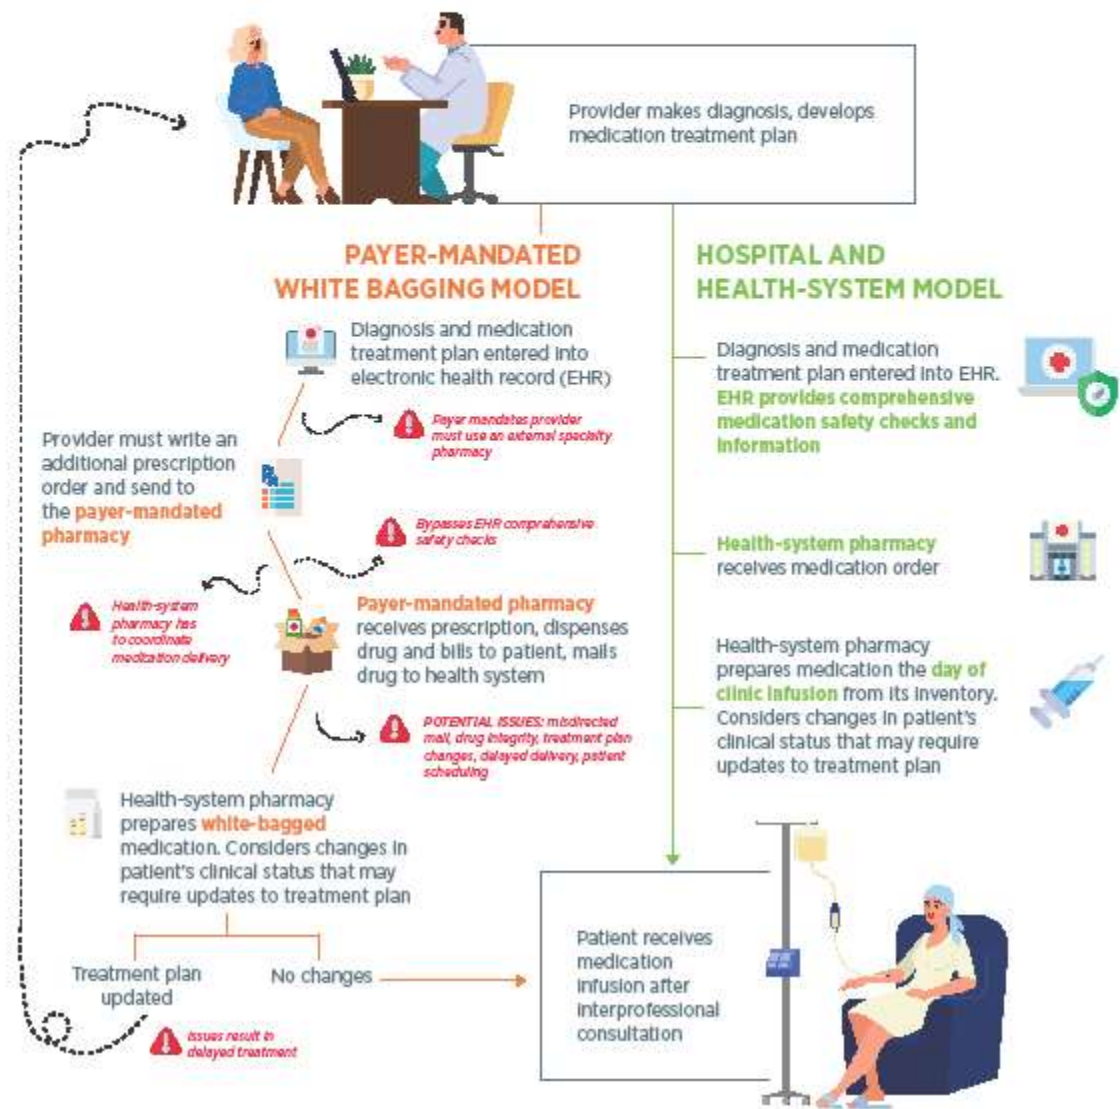 Provider makes diagnosis, develops
medication treatment plan
PAYER-MANDATED
WHITE BAGGING MODEL
Diagnosis and medication
treatment plan entered into
electronic health record (EHR)
Payer mandates provider
must use an external specialty
pharmacy
Provider must write an
additional prescription
order and send to
the payer-mandated
pharmacy
Bypasses EHR comprehensive
safety checks
Health-system
pharmacy has
to coordinate
medication delivery
Payer-mandated pharmacy
receives prescription, dispenses
drug and bills to patient, mails
drug to health system
POTENTIAL ISSUES: misdirected
mail, drug integrity, treatment plan
changes, delayed delivery, patient
scheduling
Health-system pharmacy
prepares white-bagged
medication. Considers changes in
patient's clinical status that may
require updates to treatment plan
Treatment plan
updated
No changes
Issues result in
delayed treatment
HOSPITAL AND
HEALTH-SYSTEM MODEL
Diagnosis and medication
treatment plan entered into EHR.
EHR provides comprehensive
medication safety checks and
information
Health-system pharmacy
receives medication order
Health-system pharmacy
prepares medication the day of
clinic infusion from its inventory.
Considers changes in patient's
clinical status that may require
updates to treatment plan
Patient receives
medication
infusion after
interprofessional
consultation